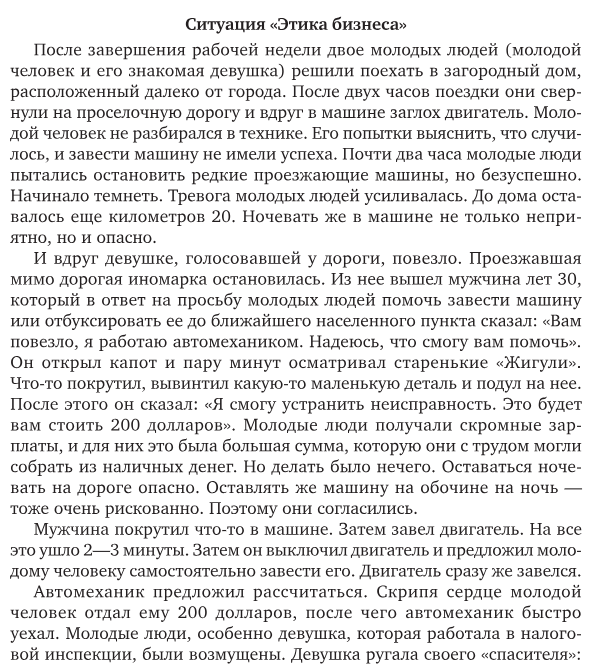 Ситуация «Этика бизнеса»
После завершения рабочей недели двое молодых людей (молодой
человек и его знакомая девушка) решили поехать в загородный дом,
расположенный далеко от города. После двух часов поездки они свер-
нули на проселочную дорогу и вдруг в машине заглох двигатель. Моло-
дой человек не разбирался в технике. Его попытки выяснить, что случи-
лось, и завести машину не имели успеха. Почти два часа молодые люди
пытались остановить редкие проезжающие машины, но безуспешно.
Начинало темнеть. Тревога молодых людей усиливалась. До дома оста-
валось еще километров 20. Ночевать же в машине не только непри-
ятно, но и опасно.
И вдруг девушке, голосовавшей у дороги, повезло. Проезжавшая
мимо дорогая иномарка остановилась. Из нее вышел мужчина лет 30,
который в ответ на просьбу молодых людей помочь завести машину
или отбуксировать ее до ближайшего населенного пункта сказал: «Вам
повезло, я работаю автомехаником. Надеюсь, что смогу вам помочь».
Он открыл капот и пару минут осматривал старенькие «Жигули».
Что-то покрутил, вывинтил какую-то маленькую деталь и подул на нее.
После этого он сказал: «Я смогу устранить неисправность. Это будет
вам стоить 200 долларов». Молодые люди получали скромные зар-
платы, и для них это была большая сумма, которую они с трудом могли
собрать из наличных денег. Но делать было нечего. Оставаться ноче-
вать на дороге опасно. Оставлять же машину на обочине на ночь —
тоже очень рискованно. Поэтому они согласились.
Мужчина покрутил что-то в машине. Затем завел двигатель. На все
это ушло 2—3 минуты. Затем он выключил двигатель и предложил моло-
дому человеку самостоятельно завести его. Двигатель сразу же завелся.
Автомеханик предложил рассчитаться. Скрипя сердце молодой
человек отдал ему 200 долларов, после чего автомеханик быстро
уехал. Молодые люди, особенно девушка, которая работала в налого-
вой инспекции, были возмущены. Девушка ругала своего «спасителя»: